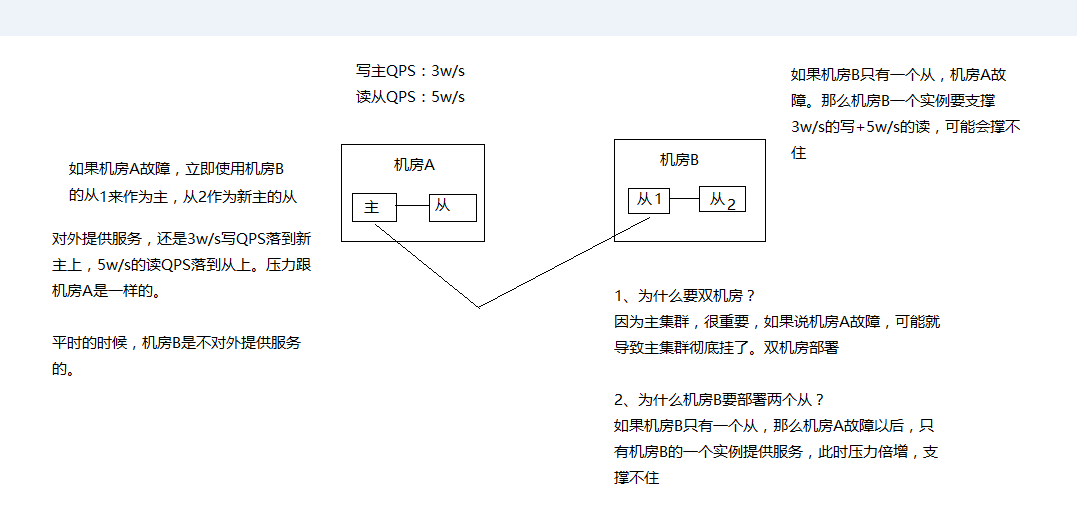 写主QPS：3w/s
读从QPS：5w/s
如果机房B只有一个从，机房A故
障。那么机房B一个实例要支撑
3w/s的写+5w/s的读，可能会撑不
住
如果机房A故障，立即使用机房B
的从1来作为主，从2作为新主的从
机房A
主
从
机房B
从1
从2
对外提供服务，还是3w/s写QPS落到新
主上，5w/s的读QPS落到从上。压力跟
机房A是一样的。
平时的时候，机房B是不对外提供服务
的。
1、为什么要双机房？
因为主集群，很重要，如果说机房A故障，可能就
导致主集群彻底挂了。双机房部署
2、为什么机房B要部署两个从？
如果机房B只有一个从，那么机房A故障以后，只
有机房B的一个实例提供服务，此时压力倍增，支
撑不住